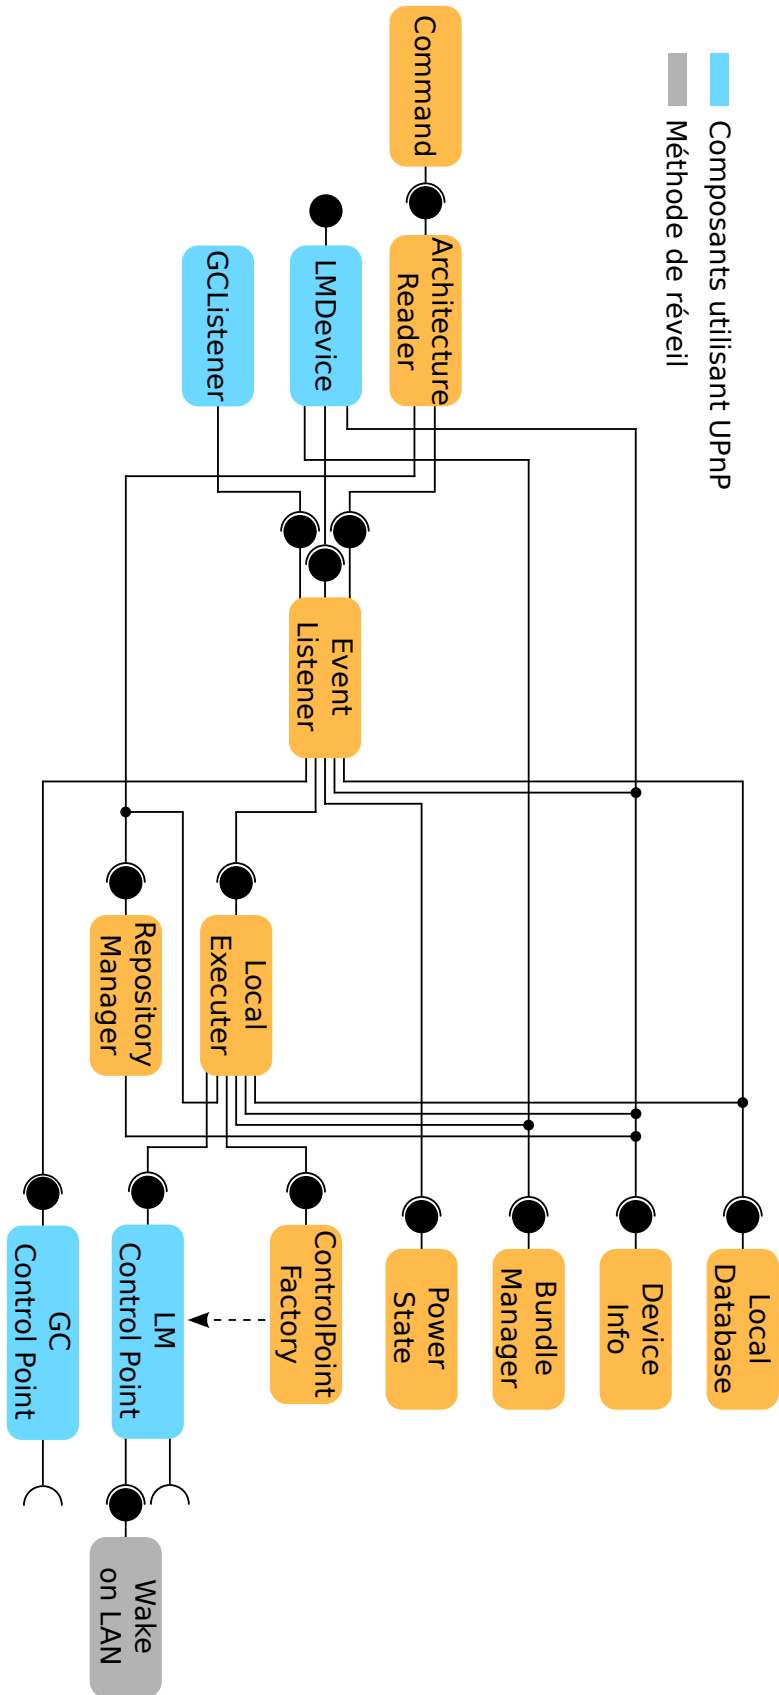 Composants utilisant UPnP
Méthode de réveil
Command
Architecture
Reader
LMDevice
GCListener
Event
Listener
Local
Executer
Repository
Manager
Local
Database
Device
Info
Bundle
Manager
Power
State
ControlPoint
Factory
LM
Control Point
GC
Control Point
Wake
on LAN